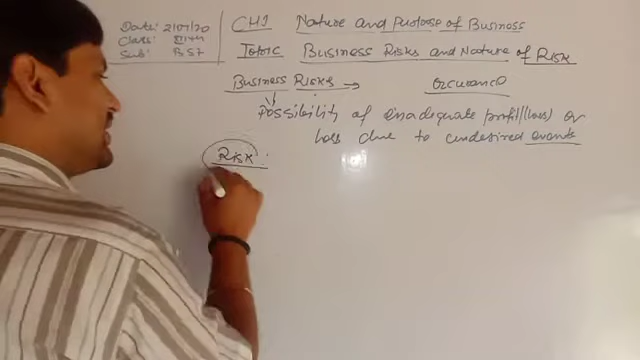 Date: 21/07/20
Class: XIIth
Sub: BST
CH1 Nature and Purpose of Business
Topic Business Risks and Nature of Risk
Business Risks → occurance
Possibility of inadequate profit/(loss) or
loss due to undesired events
Risk: